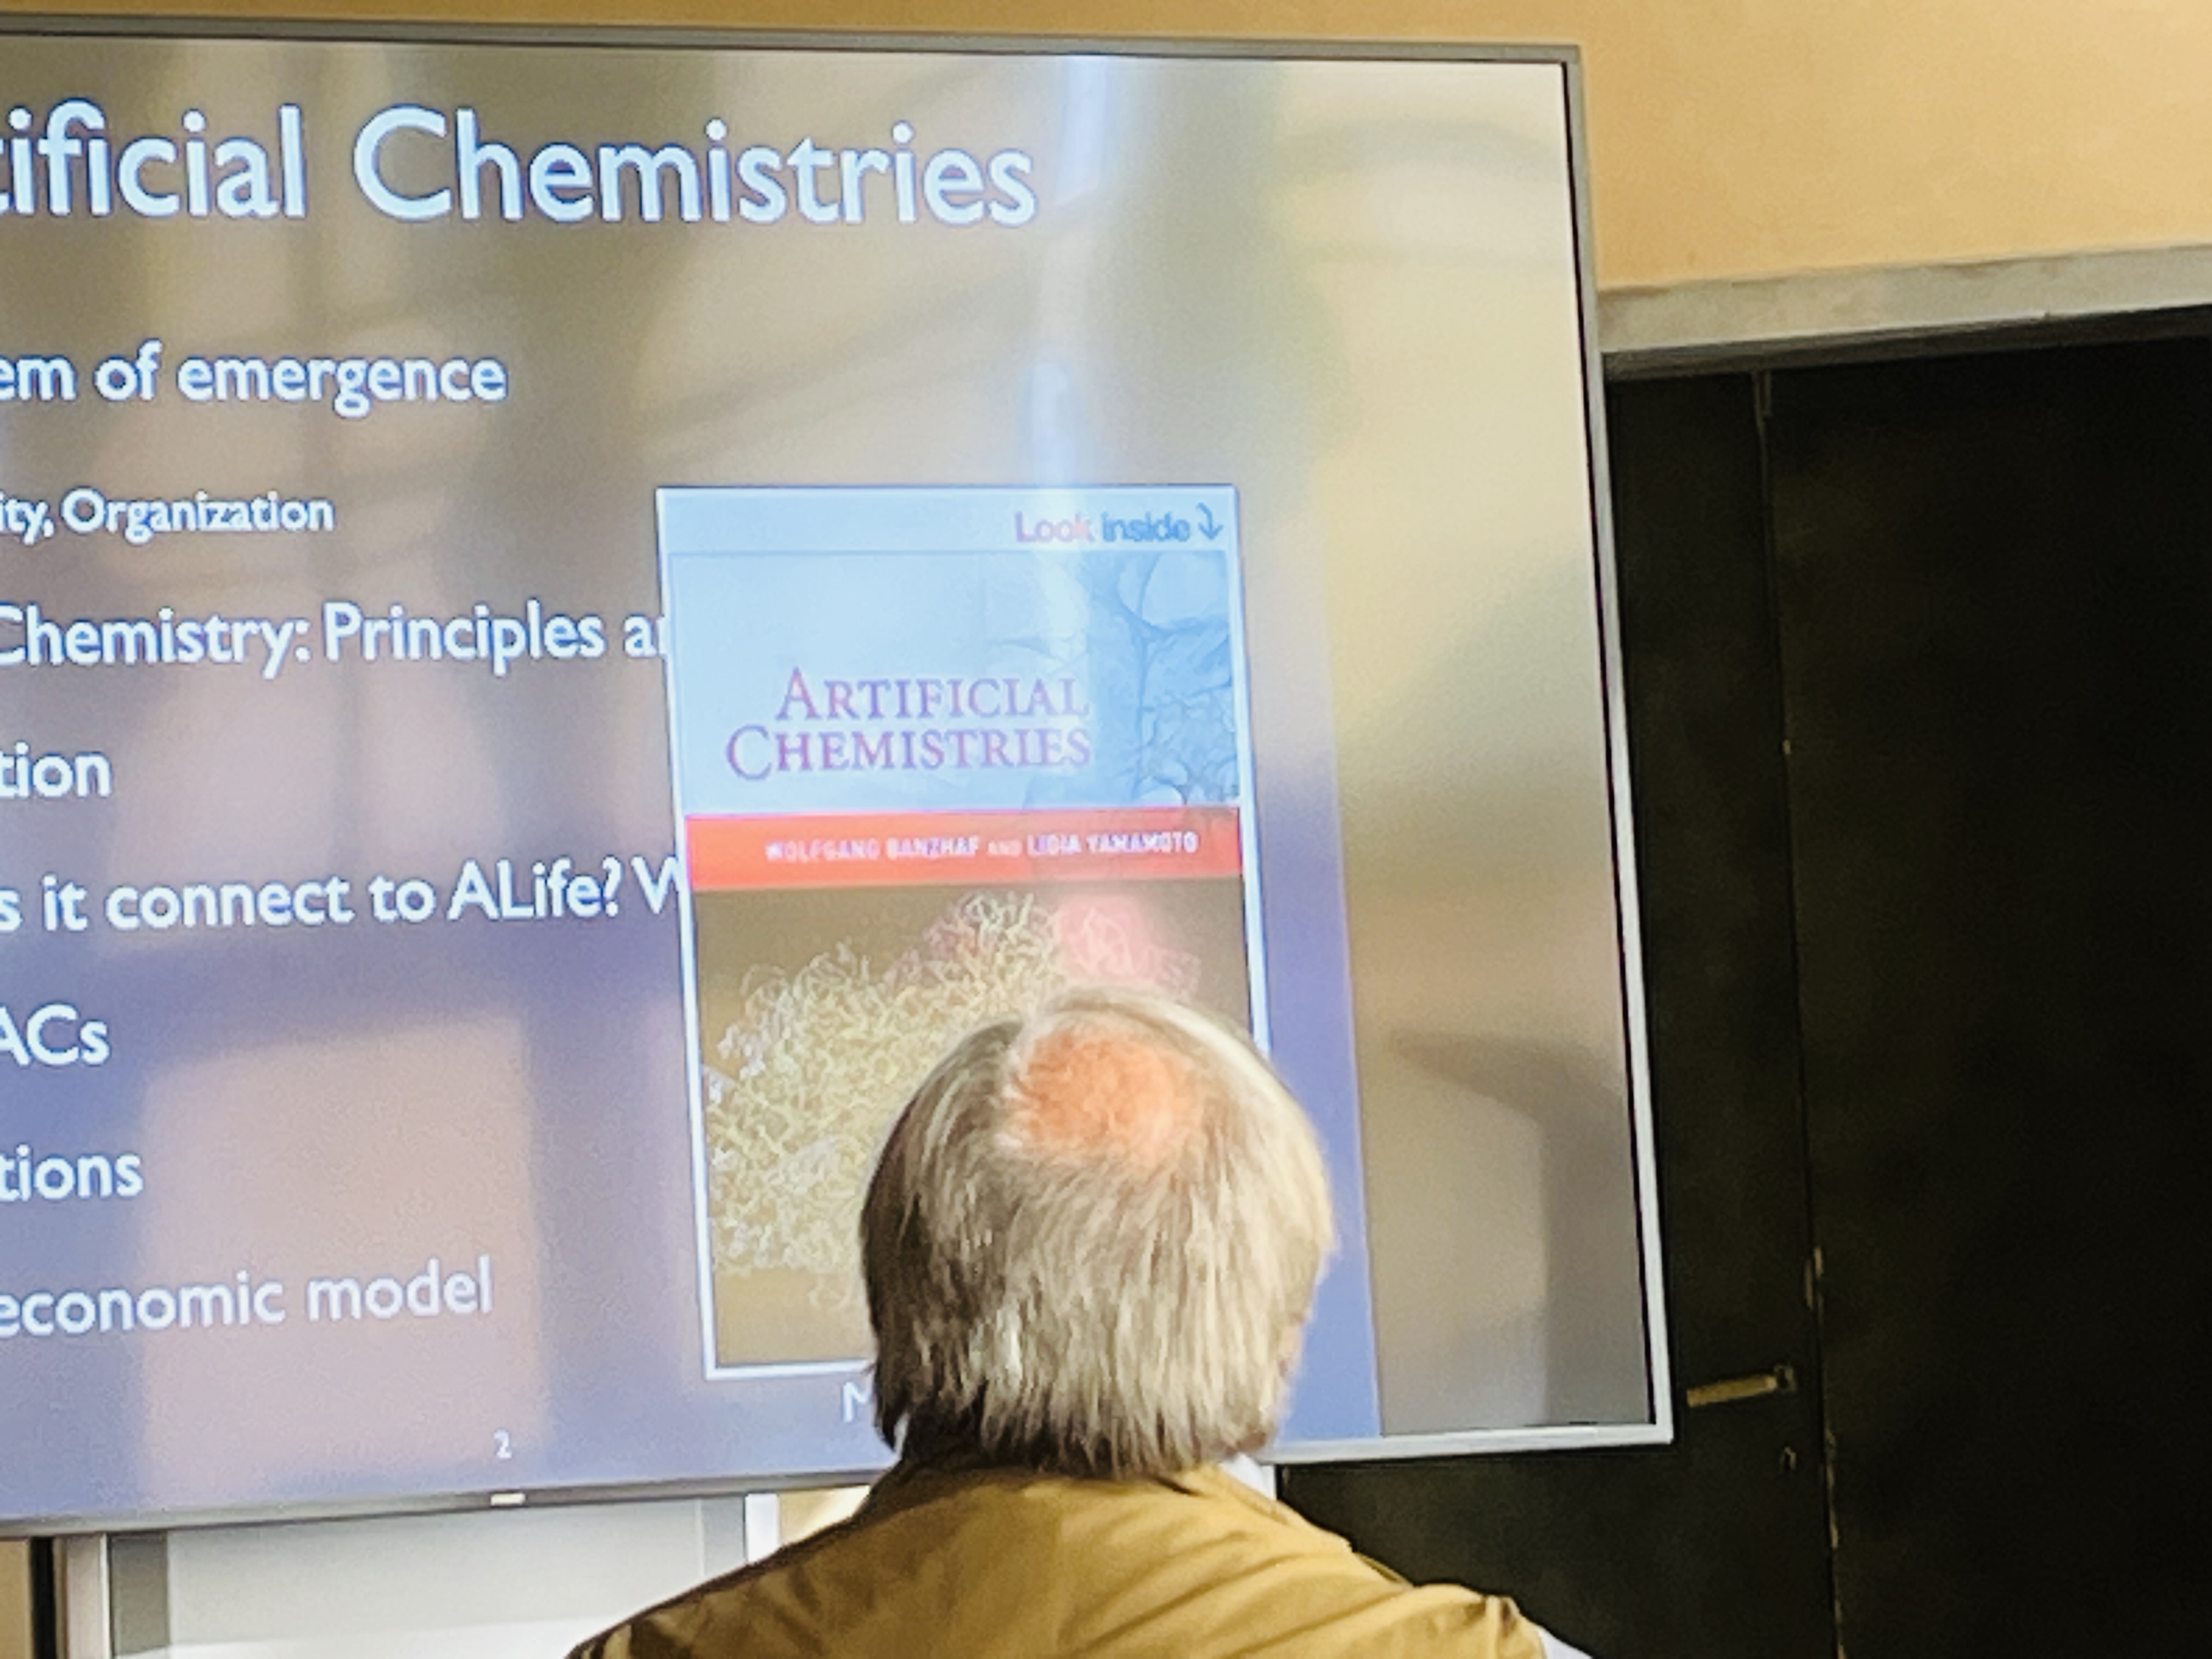 tificial Chemistries
em of emergence
ity, Organization
Chemistry: Principles a
tion
s it connect to ALife? W
ACs
tions
economic model
2
Look inside
ARTIFICIAL
CHEMISTRIES
WOLFGANG BANZHAF AND LIDIA YAMAMOTO
M